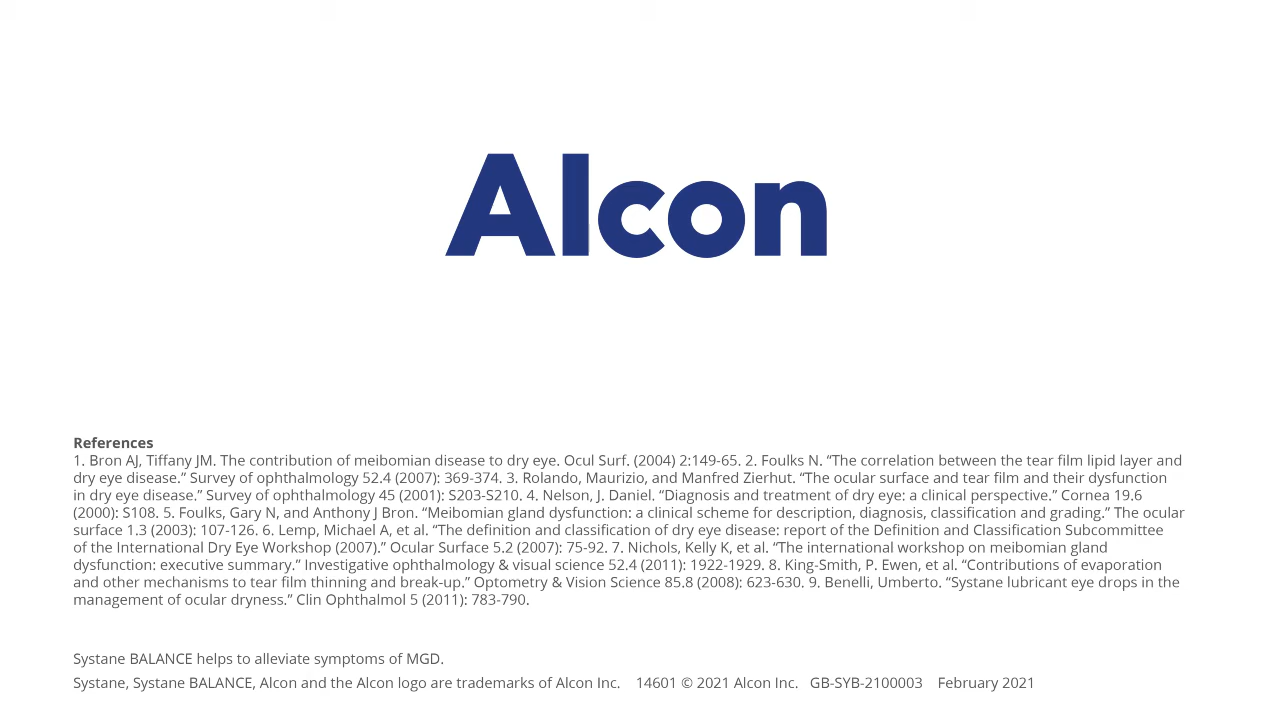 Alcon
References
1. Bron AJ, Tiffany JM. The contribution of meibomian disease to dry eye. Ocul Surf. (2004) 2:149-65. 2. Foulks N. “The correlation between the tear film lipid layer and
dry eye disease.” Survey of ophthalmology 52.4 (2007): 369-374. 3. Rolando, Maurizio, and Manfred Zierhut. “The ocular surface and tear film and their dysfunction
in dry eye disease.” Survey of ophthalmology 45 (2001): S203-S210. 4. Nelson, J. Daniel. “Diagnosis and treatment of dry eye: a clinical perspective.” Cornea 19.6
(2000): S108. 5. Foulks, Gary N, and Anthony J Bron. “Meibomian gland dysfunction: a clinical scheme for description, diagnosis, classification and grading.” The ocular
surface 1.3 (2003): 107-126. 6. Lemp, Michael A, et al. “The definition and classification of dry eye disease: report of the Definition and Classification Subcommittee
of the International Dry Eye Workshop (2007).” Ocular Surface 5.2 (2007): 75-92. 7. Nichols, Kelly K, et al. “The international workshop on meibomian gland
dysfunction: executive summary.” Investigative ophthalmology & visual science 52.4 (2011): 1922-1929. 8. King-Smith, P. Ewen, et al. “Contributions of evaporation
and other mechanisms to tear film thinning and break-up.” Optometry & Vision Science 85.8 (2008): 623-630. 9. Benelli, Umberto. “Systane lubricant eye drops in the
management of ocular dryness.” Clin Ophthalmol 5 (2011): 783-790.
Systane BALANCE helps to alleviate symptoms of MGD.
Systane, Systane BALANCE, Alcon and the Alcon logo are trademarks of Alcon Inc. 14601 © 2021 Alcon Inc. GB-SYB-2100003 February 2021